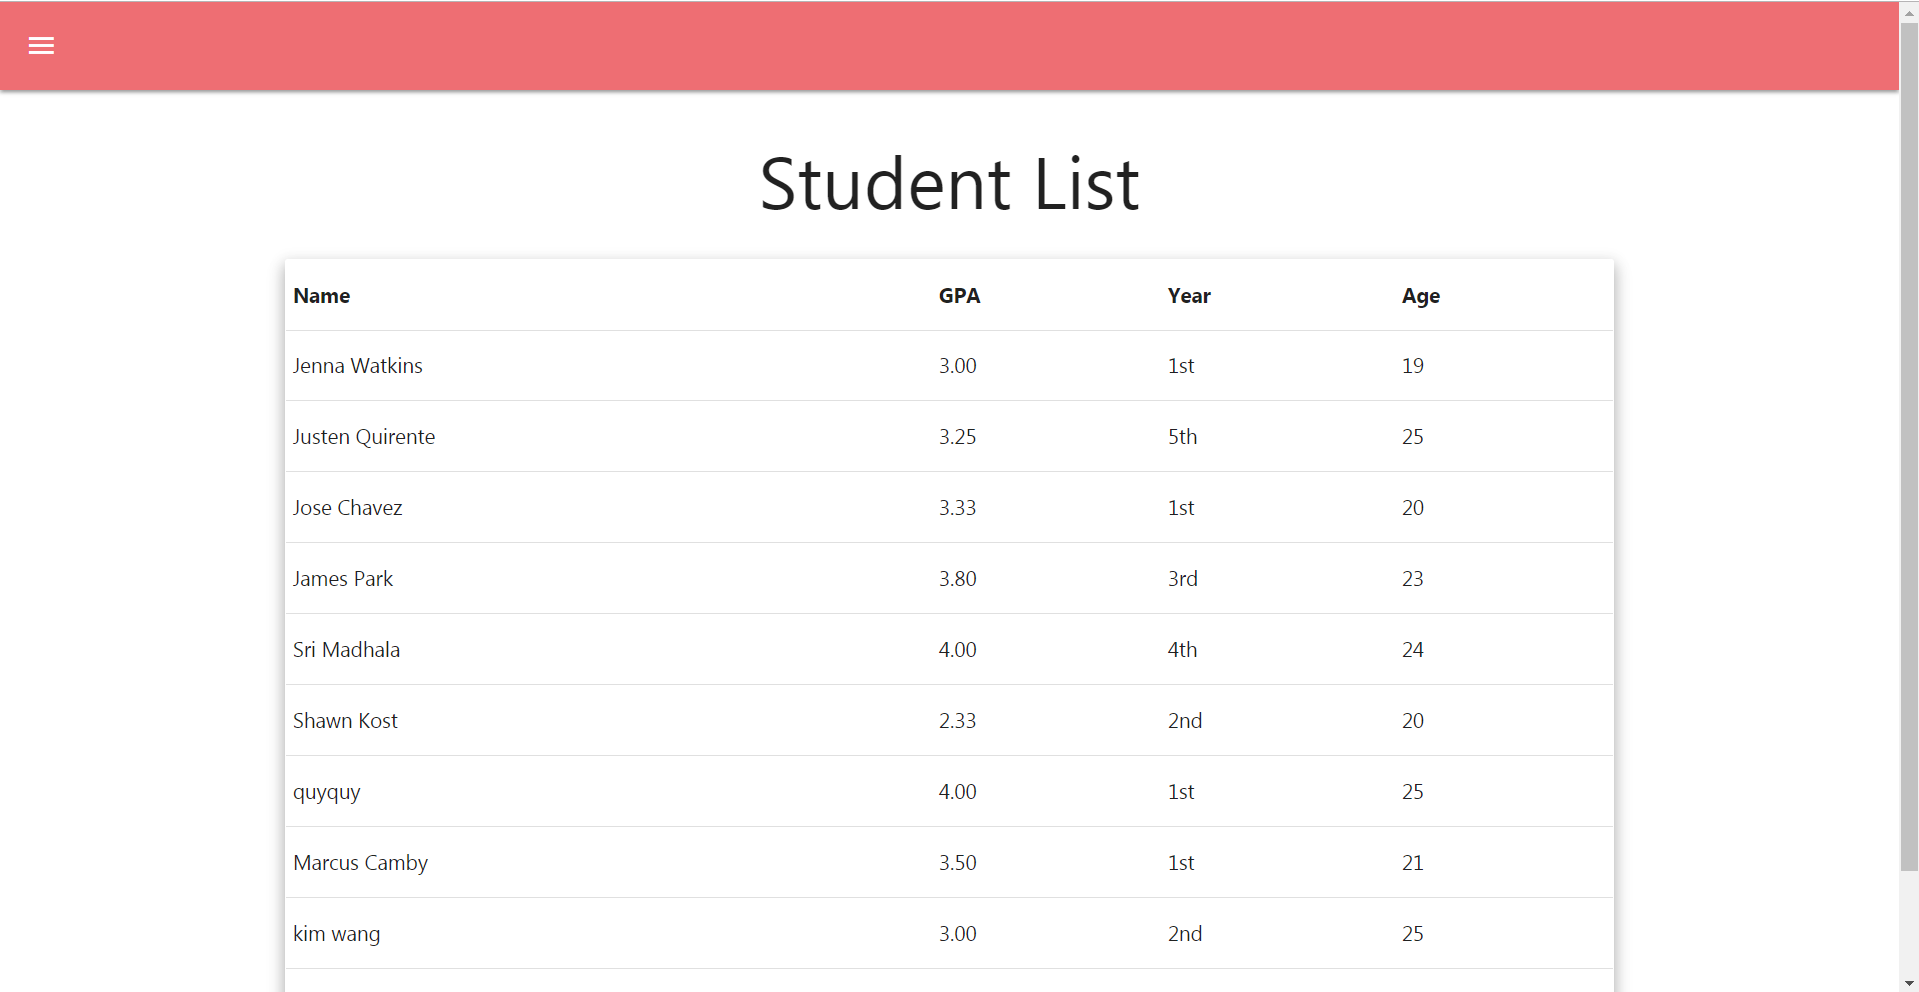 Student List
Name GPA Year Age
Jenna Watkins 3.00 1st 19
Justen Quirente 3.25 5th 25
Jose Chavez 3.33 1st 20
James Park 3.80 3rd 23
Sri Madhala 4.00 4th 24
Shawn Kost 2.33 2nd 20
quyquy 4.00 1st 25
Marcus Camby 3.50 1st 21
kim wang 3.00 2nd 25